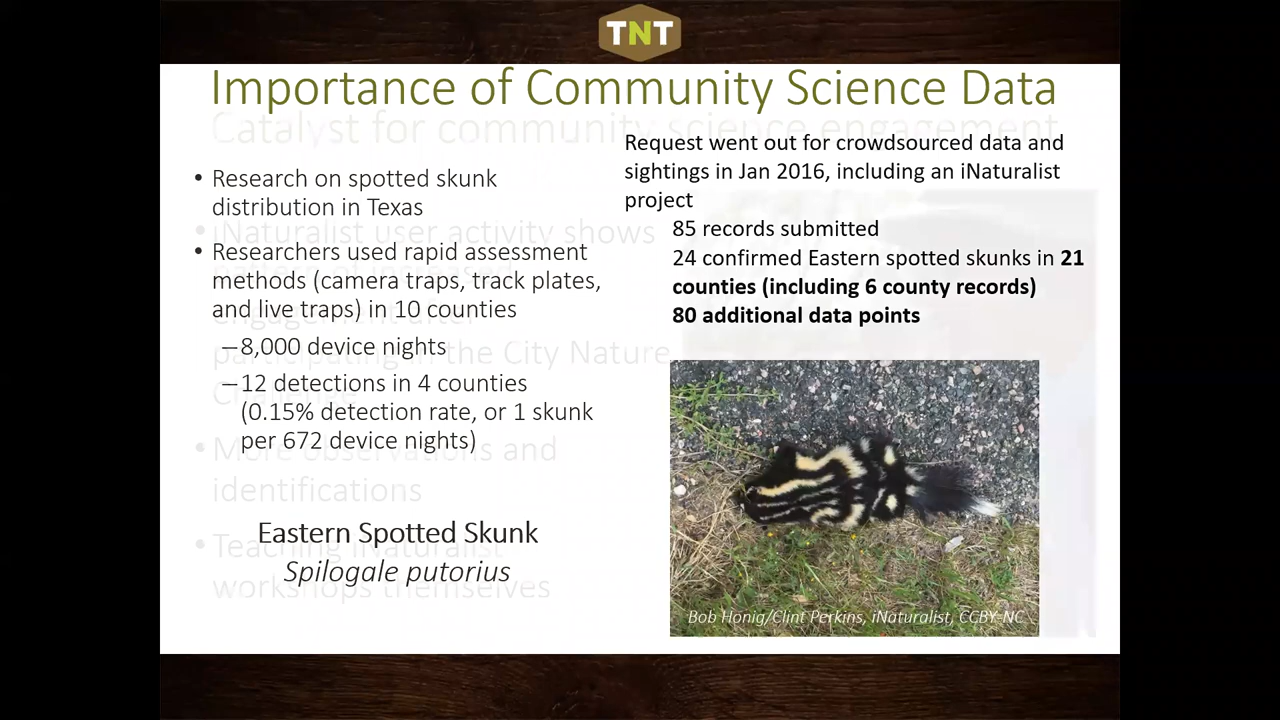 TNT
Importance of Community Science Data
Catalyst for community science engagement
• Research on spotted skunk
distribution in Texas
• Researchers used rapid assessment
methods (camera traps, track plates,
and live traps) in 10 counties
–8,000 device nights
–12 detections in 4 counties
(0.15% detection rate, or 1 skunk
per 672 device nights)
Eastern Spotted Skunk
Spilogale putorius
Request went out for crowdsourced data and
sightings in Jan 2016, including an iNaturalist
project
85 records submitted
24 confirmed Eastern spotted skunks in 21
counties (including 6 county records)
80 additional data points
Bob Honig/Clint Perkins, iNaturalist, CCBY-NC
• iNaturalist user activity shows
pattern of increased
engagement after
participating in the City Nature
Challenge
• More observations and
identifications
• Teaching iNaturalist
workshops themselves